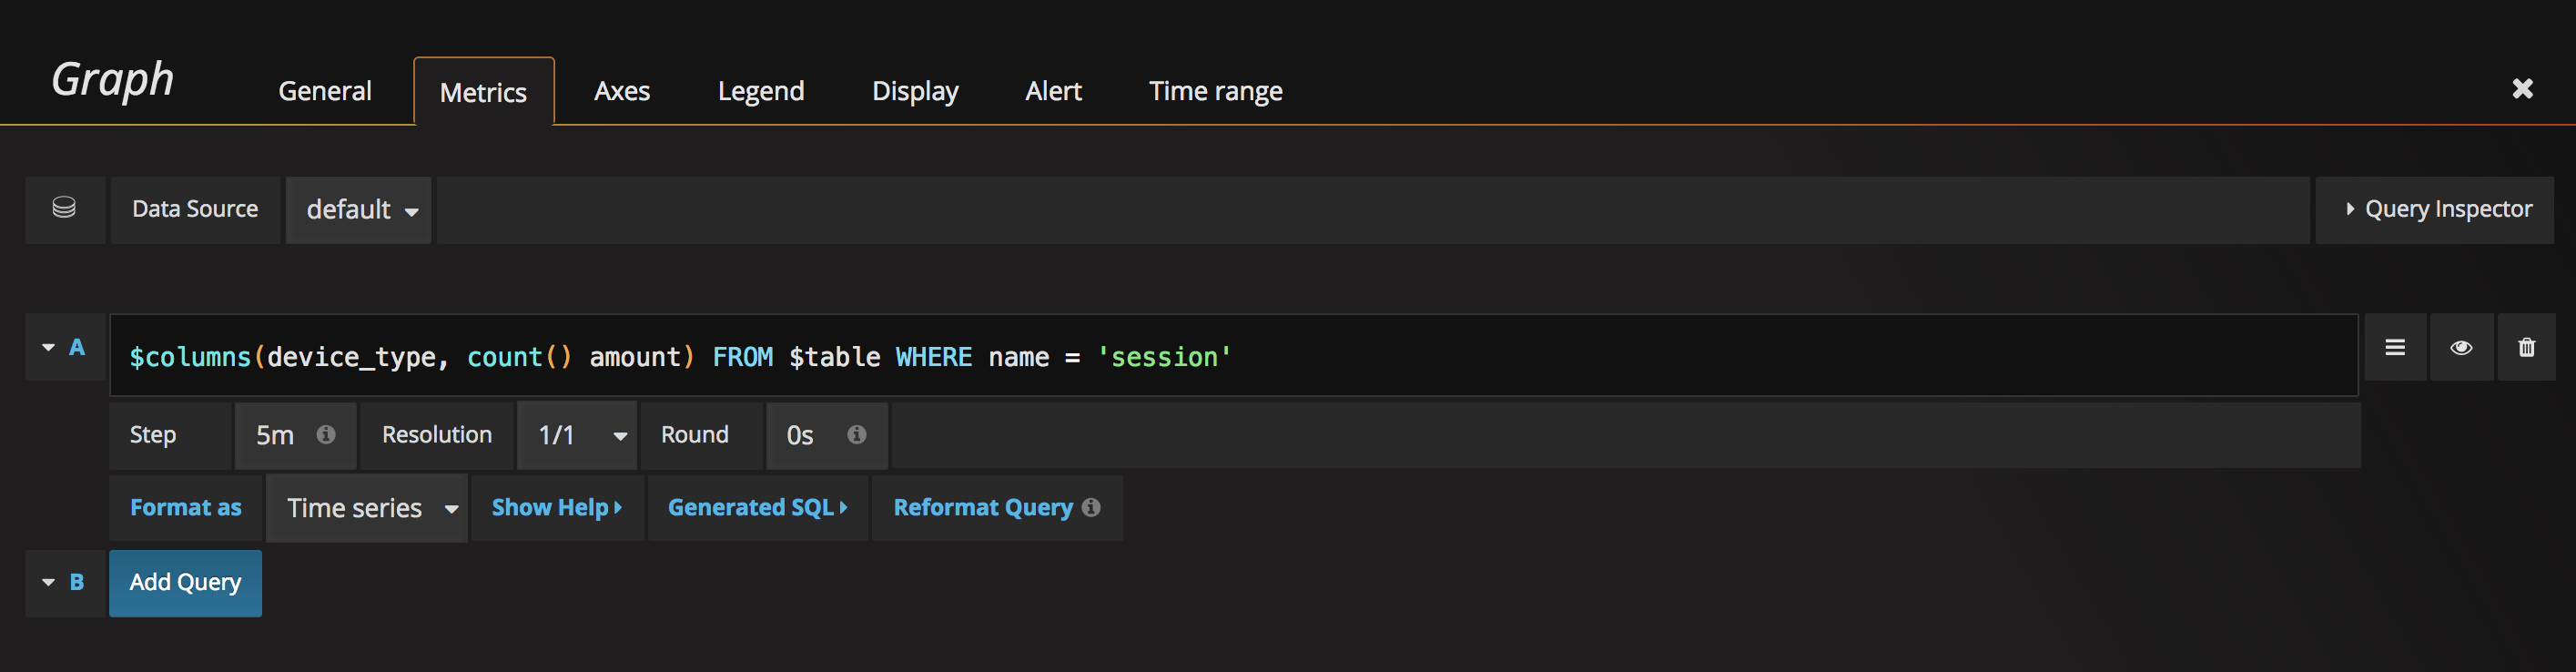 Graph General Metrics Axes Legend Display Alert Time range
Data Source default Query Inspector
A $columns(device_type, count() amount) FROM $table WHERE name = 'session'
Step 5m Resolution 1/1 Round 0s
Format as Time series Show Help Generated SQL Reformat Query
B Add Query